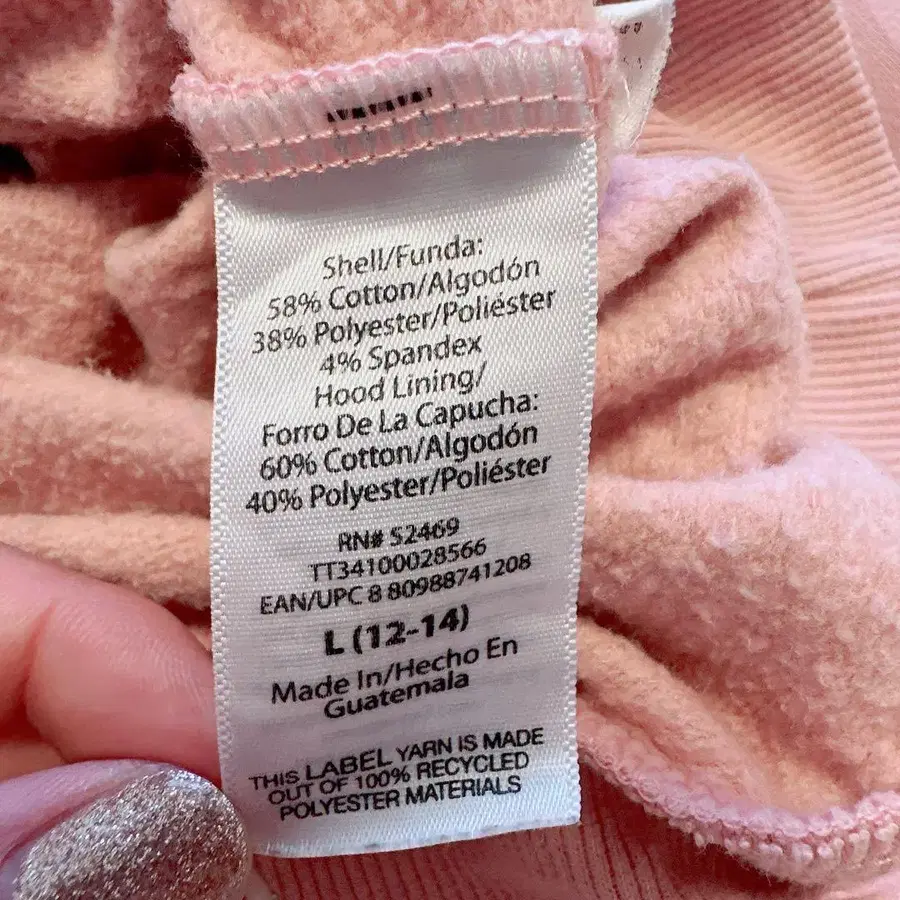 Shell/Funda:
58% Cotton/Algodón
38% Polyester/Poliéster
4% Spandex
Hood Lining/
Forro De La Capucha:
60% Cotton/Algodón
40% Polyester/Poliéster
RN# 52469
TT34100028566
EAN/UPC 8 80988741208
L (12-14)
Made In/Hecho En
Guatemala
THIS LABEL YARN IS MADE
OUT OF 100% RECYCLED
POLYESTER MATERIALS